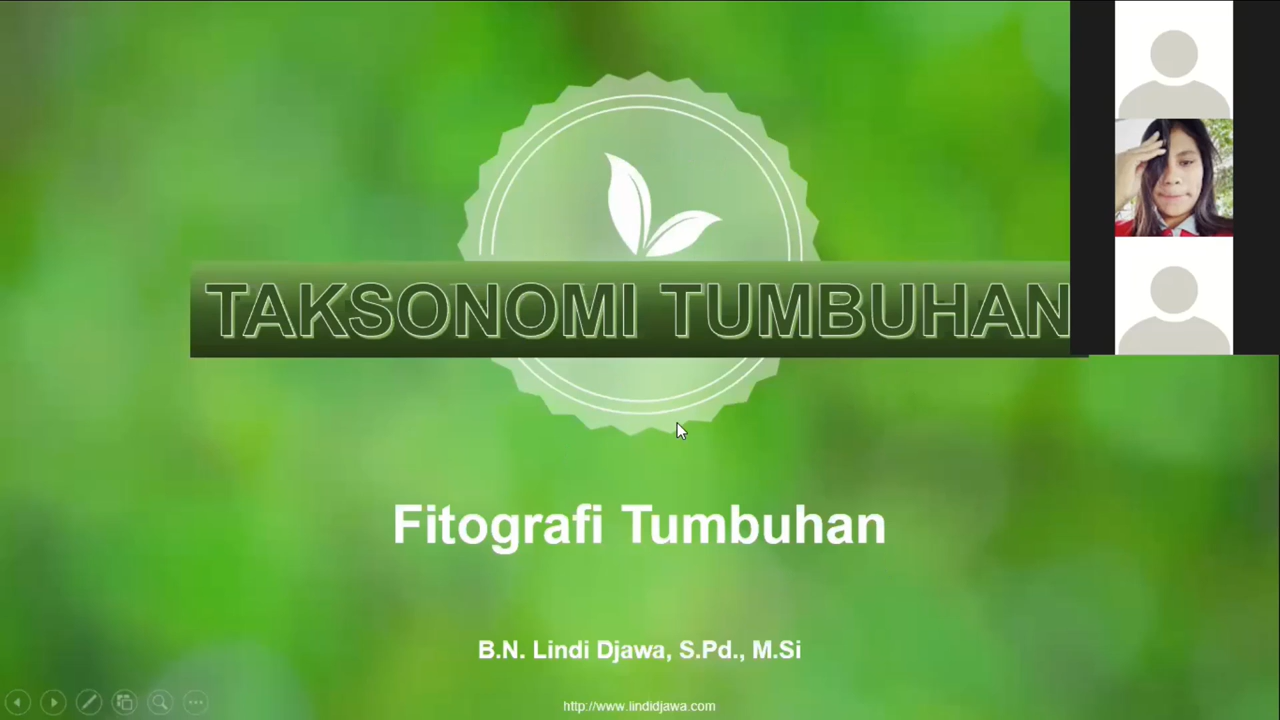 TAKSONOMI TUMBUHAN
Fitografi Tumbuhan
B.N. Lindi Djawa, S.Pd., M.Si
http://www.lindidjawa.com